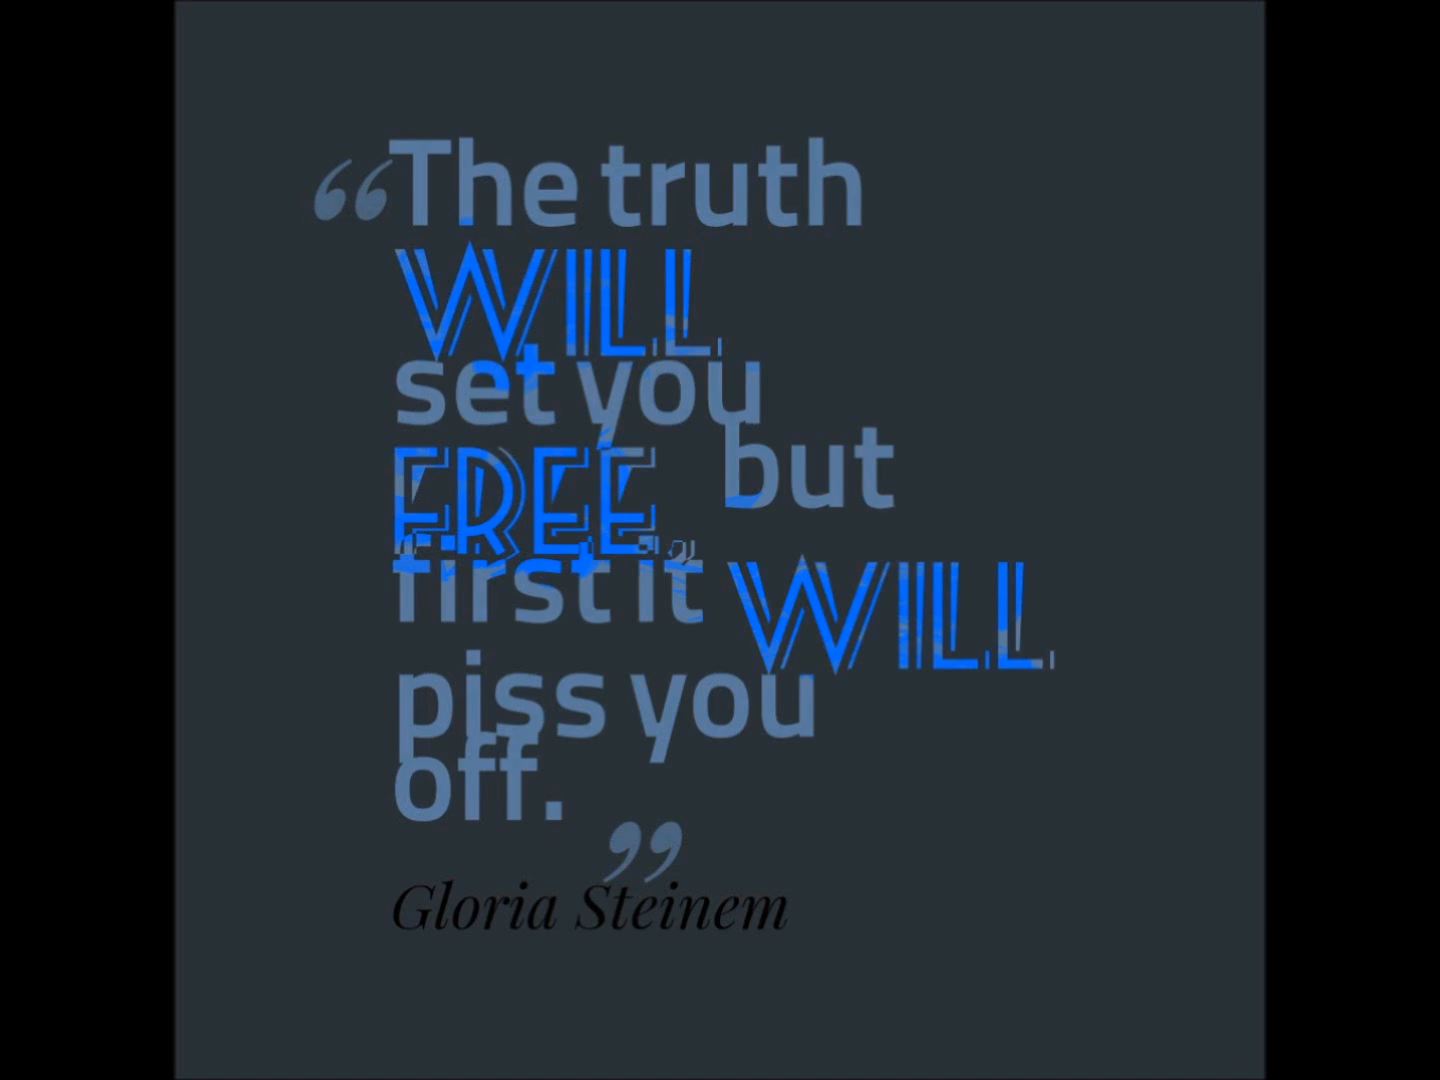 “The truth
WILL
set you
FREE, but
first it WILL
piss you
off.”
Gloria Steinem